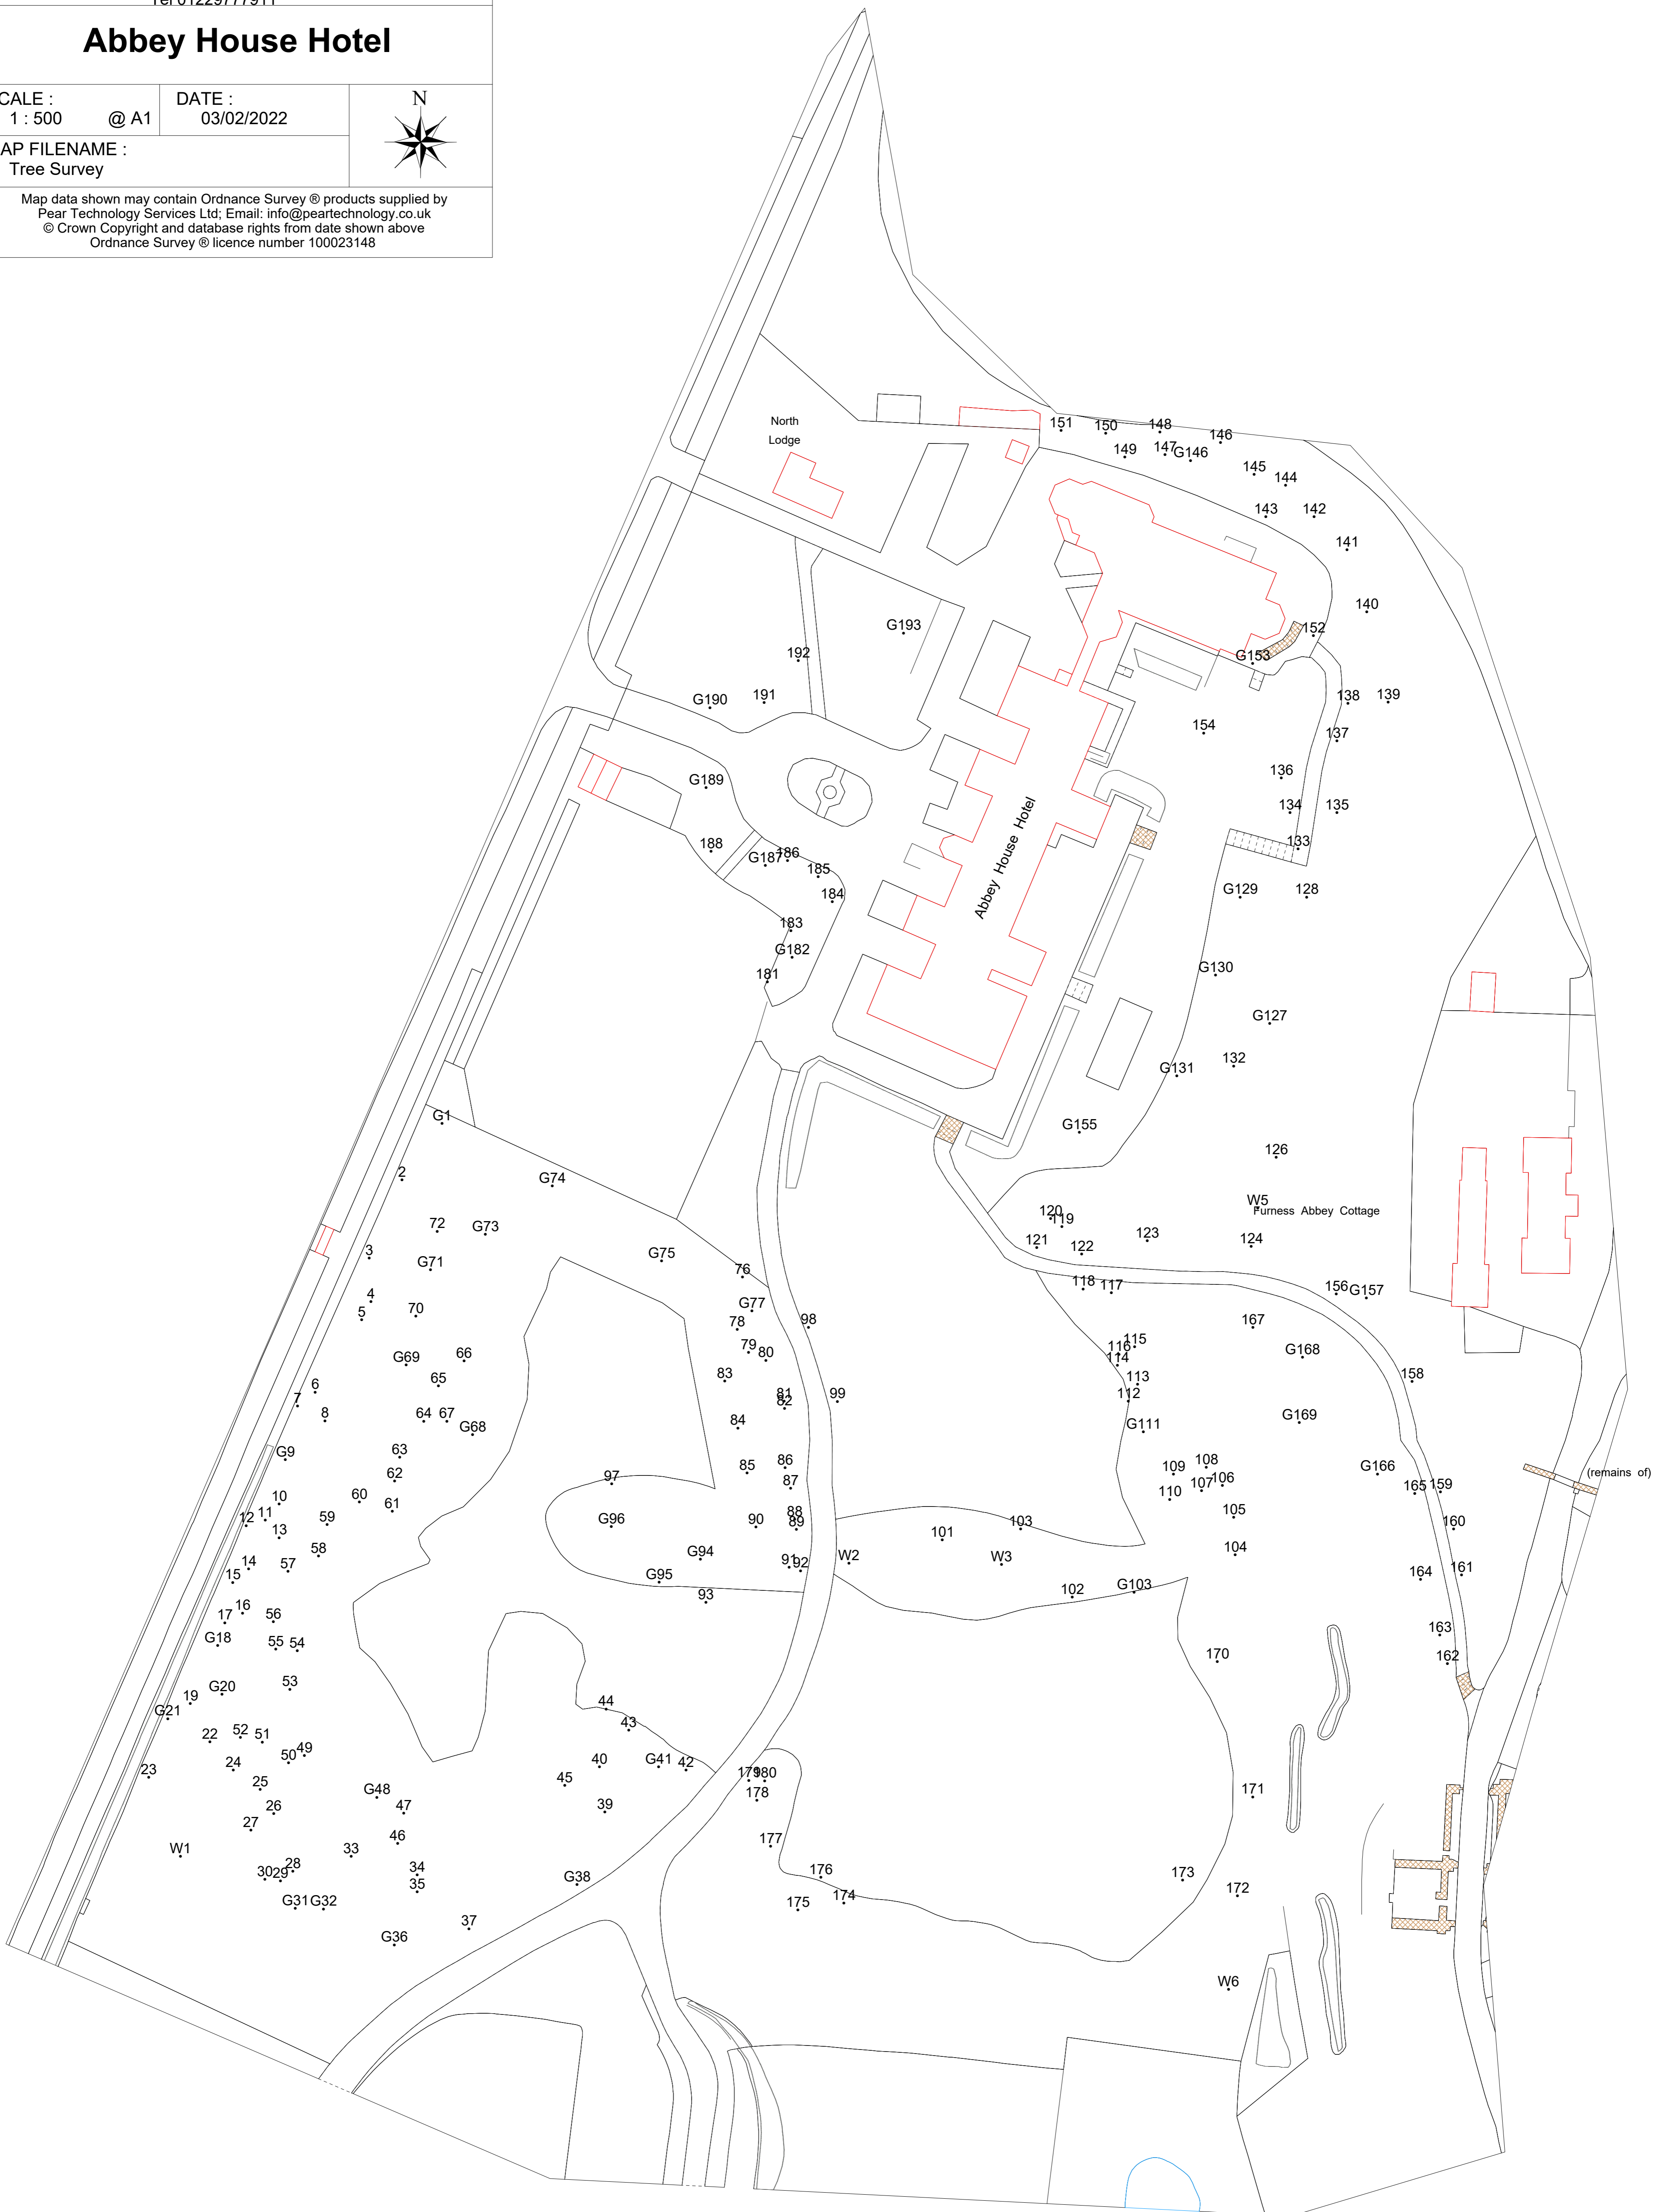 Tel 01229777911
Abbey House Hotel
CALE :
1 : 500 @ A1
DATE :
03/02/2022
N
AP FILENAME :
Tree Survey
Map data shown may contain Ordnance Survey ® products supplied by
Pear Technology Services Ltd; Email: info@peartechnology.co.uk
© Crown Copyright and database rights from date shown above
Ordnance Survey ® licence number 100023148
North
Lodge
151
150
148
146
149
147
G146
145
144
143
142
141
140
152
G153
G193
192
G190
191
138
139
137
154
136
134
135
133
G189
188
G187
186
185
184
183
G182
181
Abbey House Hotel
G129
128
G130
G127
132
G131
G155
126
W5
Furness Abbey Cottage
G1
2
G74
72
G73
3
G71
G75
76
4
5
70
G77
78
98
79
80
G69
66
65
83
6
7
8
81
82
99
64
67
G68
84
G9
63
62
85
86
87
97
10
60
61
11
12
59
13
88
89
90
G96
58
14
57
15
G94
91
92
G95
93
W2
101
103
W3
102
G103
120
119
121
122
123
124
118
117
156
G157
167
115
116
114
G168
113
112
158
G111
G169
109
108
G166
107
106
110
165
159
(remains of)
105
160
104
164
161
16
17
56
G18
55
54
163
170
162
53
G20
19
G21
44
43
22
52
51
50
49
24
23
40
G41
42
45
25
179
180
178
171
G48
26
47
39
27
46
177
W1
33
28
30
29
34
35
G38
176
173
172
G31
G32
174
175
37
G36
W6